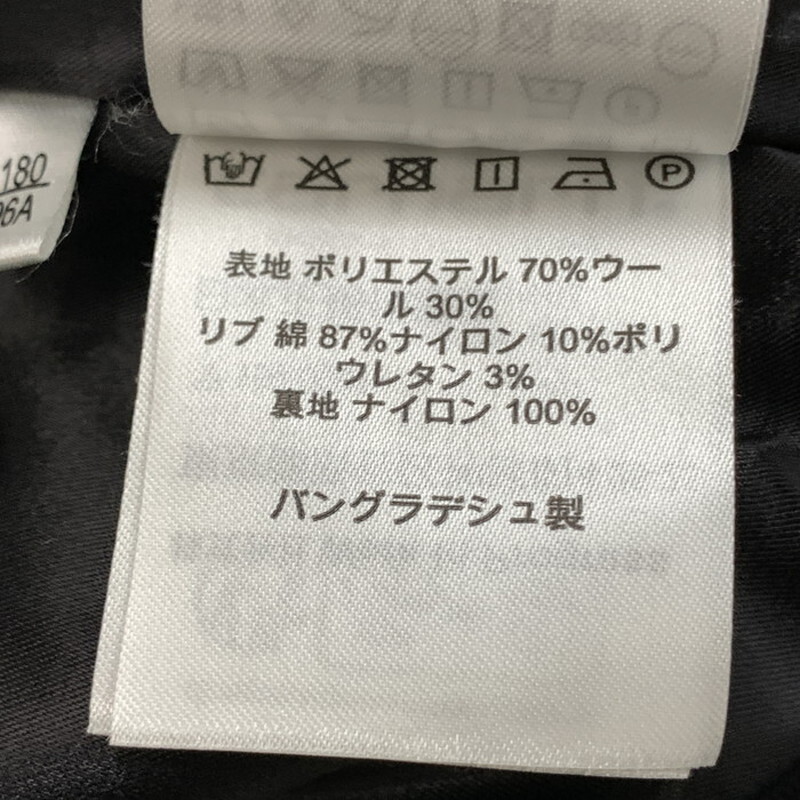 180
96A
P
表地 ポリエステル 70%ウー
ル 30%
リブ 綿 87%ナイロン 10%ポリ
ウレタン 3%
裏地 ナイロン 100%
バングラデシュ製